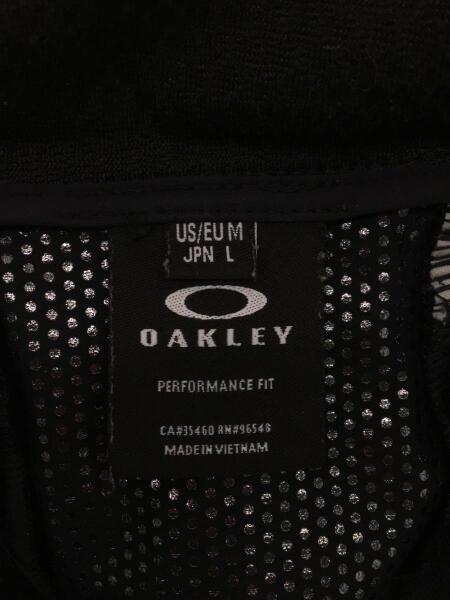 US/EU M
JPN L
OAKLEY
PERFORMANCE FIT
CA#35460 RN#96548
MADE IN VIETNAM